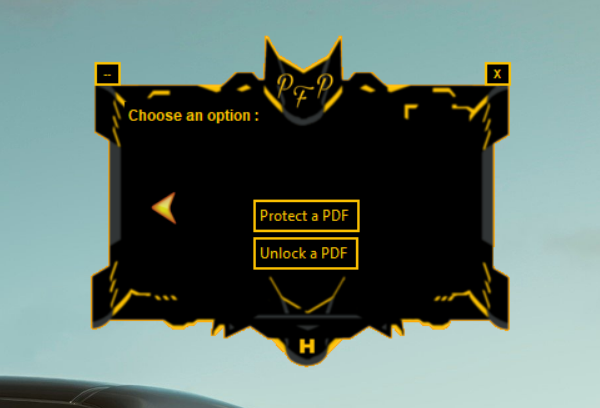 --
X
PFP
Choose an option :
Protect a PDF
Unlock a PDF
H